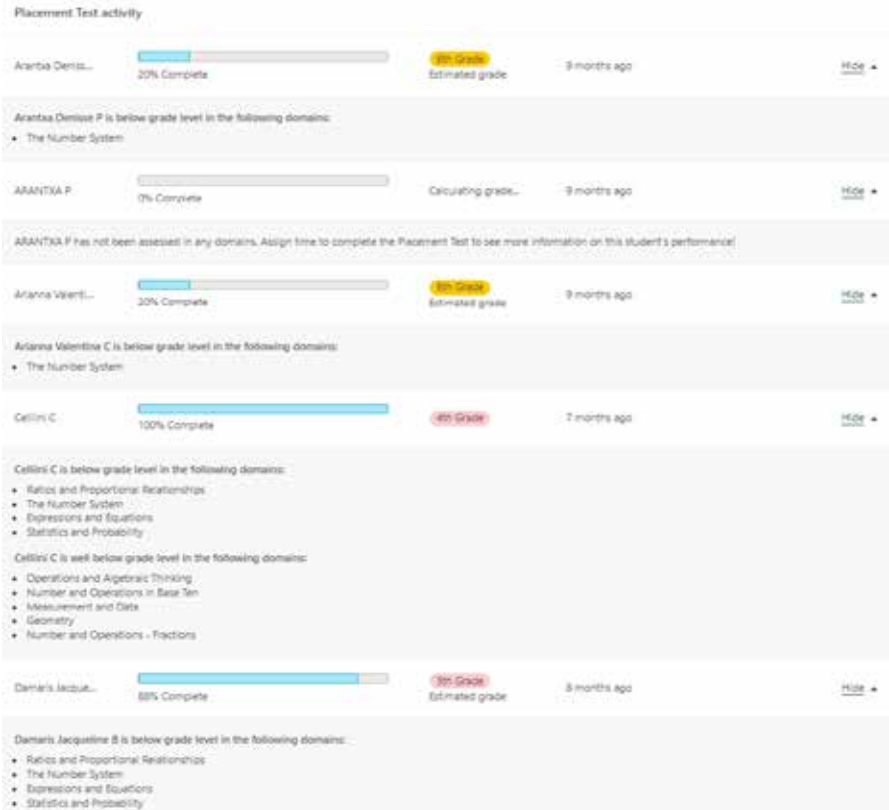 Placement Test activity
Arantxa Deniss...
20% Complete
Grade
Estimated grade
9 months ago
Hide
Arantxa Denisse P is below grade level in the following domains:
• The Number System
ARANTXA P
0% Complete
Calculating grade...
9 months ago
Hide
ARANTXA P has not been assessed in any domains. Assign time to complete the Placement Test to see more information on this student's performance!
Arianna Valenti...
20% Complete
Grade
Estimated grade
9 months ago
Hide
Arianna Valentina C is below grade level in the following domains:
• The Number System
Cellini C
100% Complete
4th Grade
7 months ago
Hide
Cellini C is below grade level in the following domains:
• Ratios and Proportional Relationships
• The Number System
• Expressions and Equations
• Statistics and Probability
Cellini C is well below grade level in the following domains:
• Operations and Algebraic Thinking
• Number and Operations in Base Ten
• Measurement and Data
• Geometry
• Number and Operations - Fractions
Damaris Jacque...
88% Complete
Grade
Estimated grade
8 months ago
Hide
Damaris Jacqueline B is below grade level in the following domains:
• Ratios and Proportional Relationships
• The Number System
• Expressions and Equations
• Statistics and Probability